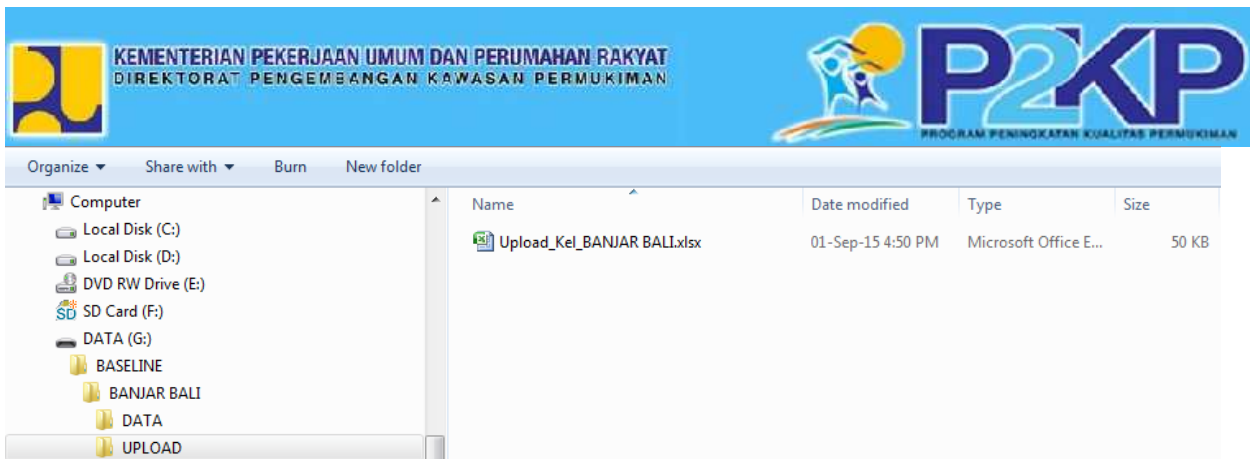 KEMENTERIAN PEKERJAAN UMUM DAN PERUMAHAN RAKYAT
DIREKTORAT PENGEMBANGAN KAWASAN PERMUKIMAN
P2KP
PROGRAM PENINGKATAN KUALITAS PERMUKIMAN
Organize Share with Burn New folder
Computer
Local Disk (C:)
Local Disk (D:)
DVD RW Drive (E:)
SD SD Card (F:)
DATA (G:)
BASELINE
BANJAR BALI
DATA
UPLOAD
Name Date modified Type Size
Upload_Kel_BANJAR BALI.xlsx 01-Sep-15 4:50 PM Microsoft Office E... 50 KB